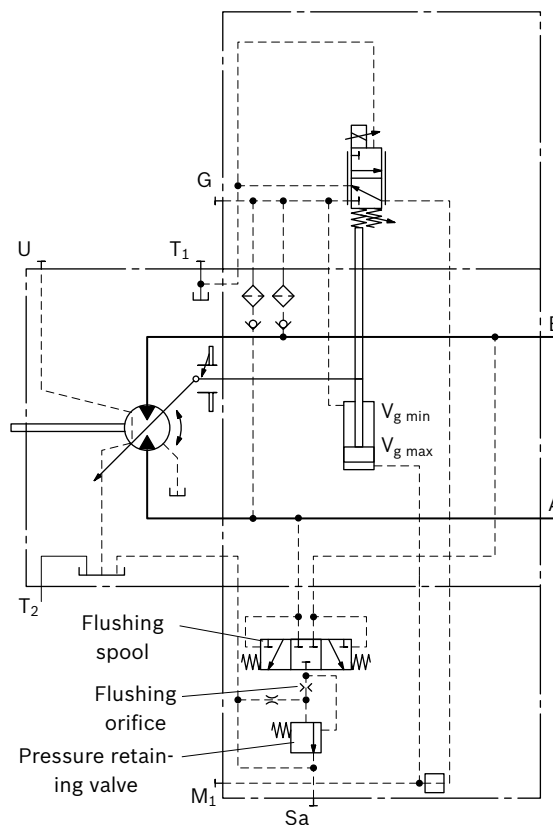 G
U
T1
B
Vg min
Vg max
A
T2
Flushing
spool
Flushing
orifice
Pressure retain-
ing valve
M1
Sa